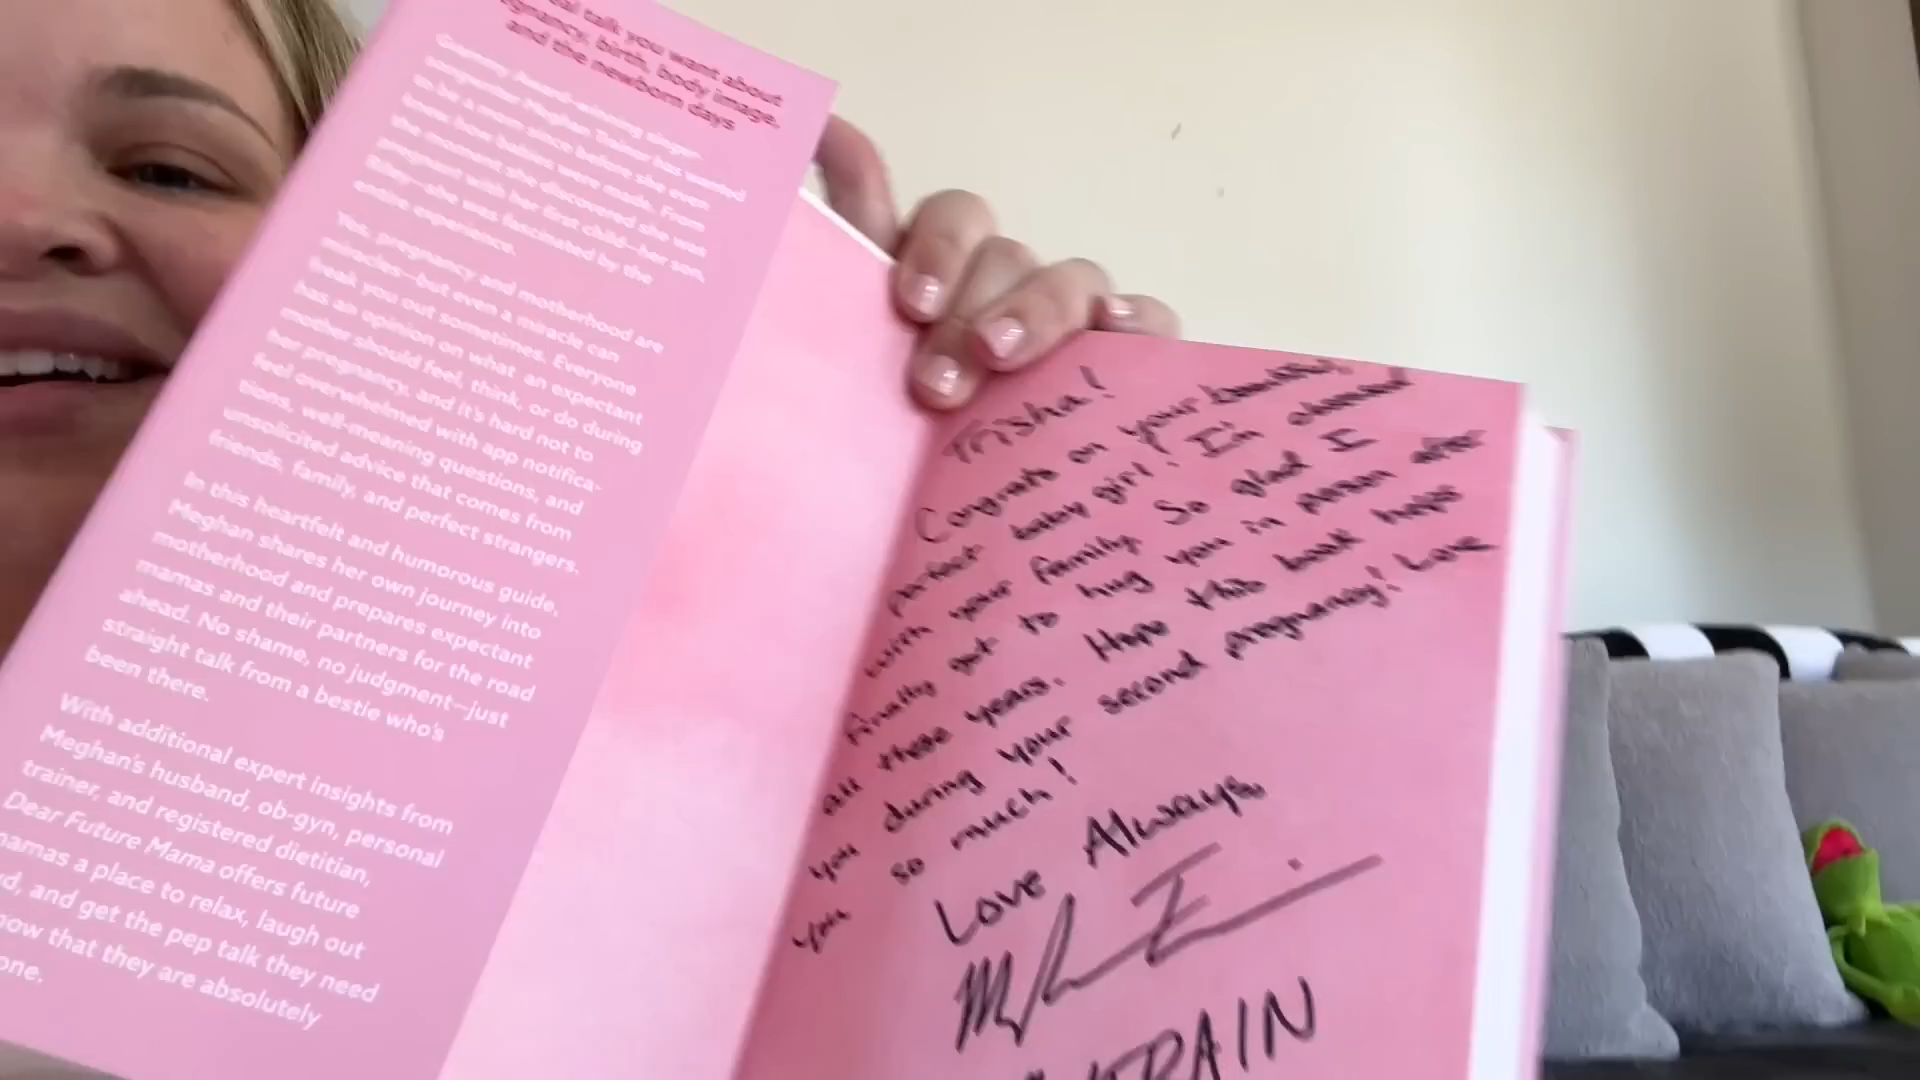 al talk you want about
gnancy, birth, body image,
and the newborn days
Grammy Award-winning singer-
songwriter Meghan Trainor has wanted
to be a mom since before she even
knew how babies were made. From
the moment she discovered she was
pregnant with her first child—her son,
Riley—she was fascinated by the
entire experience.
Yes, pregnancy and motherhood are
miracles—but even a miracle can
freak you out sometimes. Everyone
has an opinion on what an expectant
mother should feel, think, or do during
her pregnancy, and it's hard not to
feel overwhelmed with app notifica-
tions, well-meaning questions, and
unsolicited advice that comes from
friends, family, and perfect strangers.
In this heartfelt and humorous guide,
Meghan shares her own journey into
motherhood and prepares expectant
mamas and their partners for the road
ahead. No shame, no judgment—just
straight talk from a bestie who's
been there.
With additional expert insights from
Meghan's husband, ob-gyn, personal
trainer, and registered dietitian,
Dear Future Mama offers future
mamas a place to relax, laugh out
d, and get the pep talk they need
now that they are absolutely
one.
Trisha!
Congrats on your beautiful
perfect baby girl! I'm obsessed
with your family. So glad I
finally got to hug you in person after
all these years. Hope this book helps
you during your second pregnancy! Love
you so much!
Love Always,
TRAIN